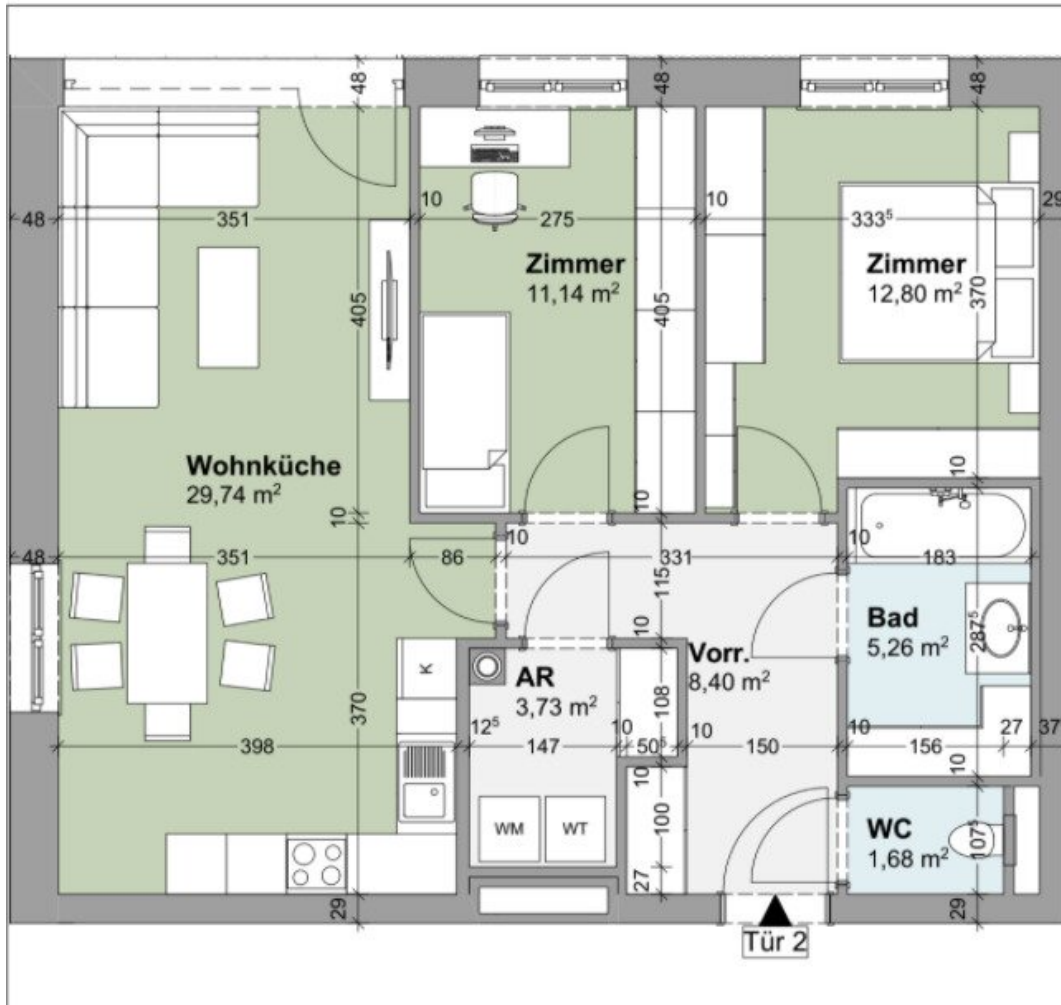 48
48
48
48
351
10
275
10
333⁵
29
Zimmer
11,14 m²
Zimmer
12,80 m²
405
405
370
Wohnküche
29,74 m²
10
10
10
48
351
86
10
331
10
183
115
10
Bad
5,26 m²
287⁵
K
AR
3,73 m²
Vorr.
8,40 m²
108
370
398
12⁵
147
10
50⁵
10
150
10
156
27
37
10
10
WM
WT
100
27
WC
1,68 m²
107⁵
29
29
Tür 2